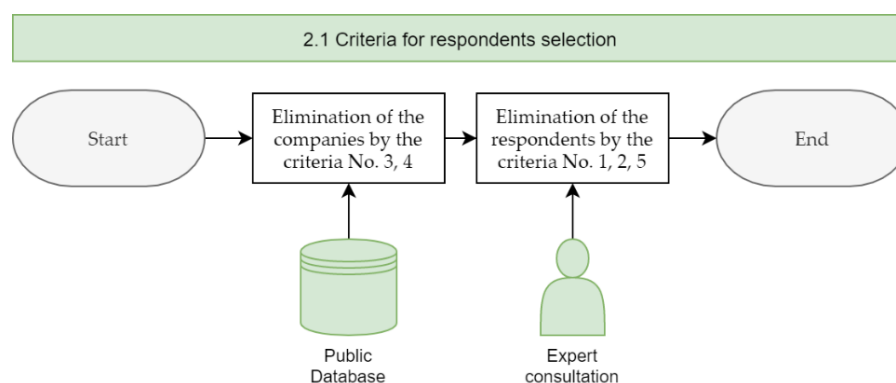 2.1 Criteria for respondents selection
Start
Elimination of the
companies by the
criteria No. 3, 4
Elimination of the
respondents by the
criteria No. 1, 2, 5
End
Public
Database
Expert
consultation